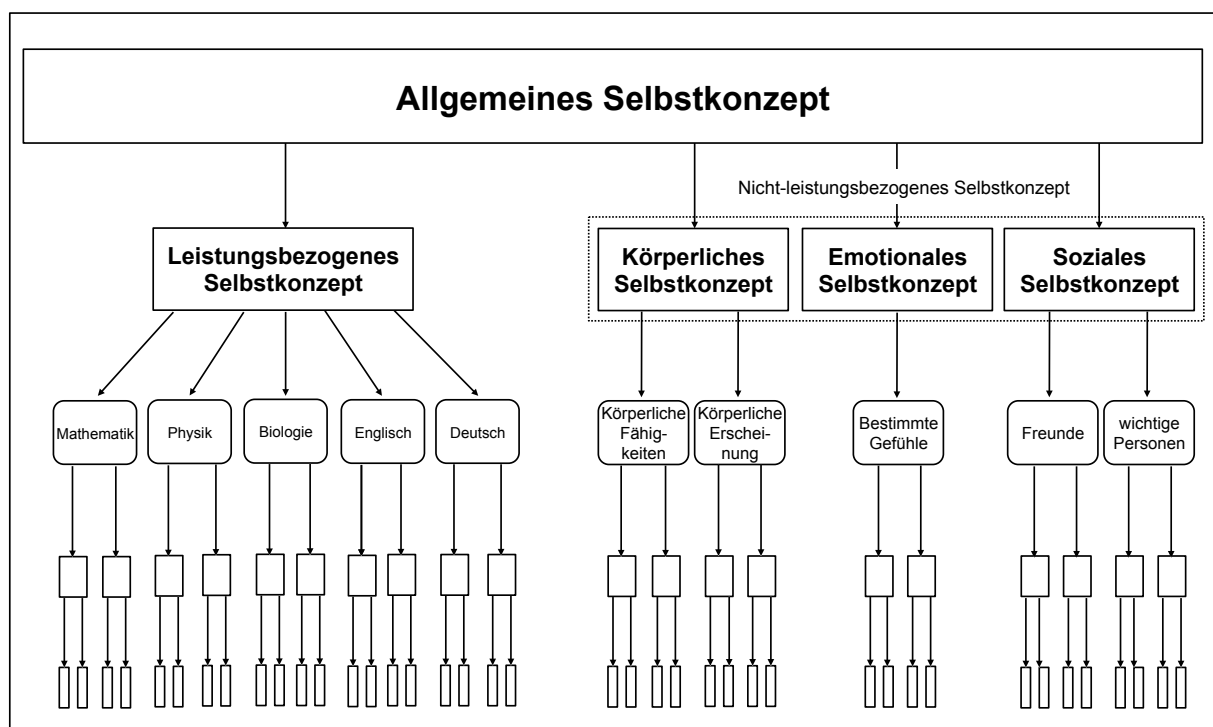 Allgemeines Selbstkonzept
Nicht-leistungsbezogenes Selbstkonzept
Leistungsbezogenes
Selbstkonzept
Körperliches
Selbstkonzept
Emotionales
Selbstkonzept
Soziales
Selbstkonzept
Mathematik
Physik
Biologie
Englisch
Deutsch
Körperliche
Fähig-
keiten
Körperliche
Erschei-
nung
Bestimmte
Gefühle
Freunde
wichtige
Personen